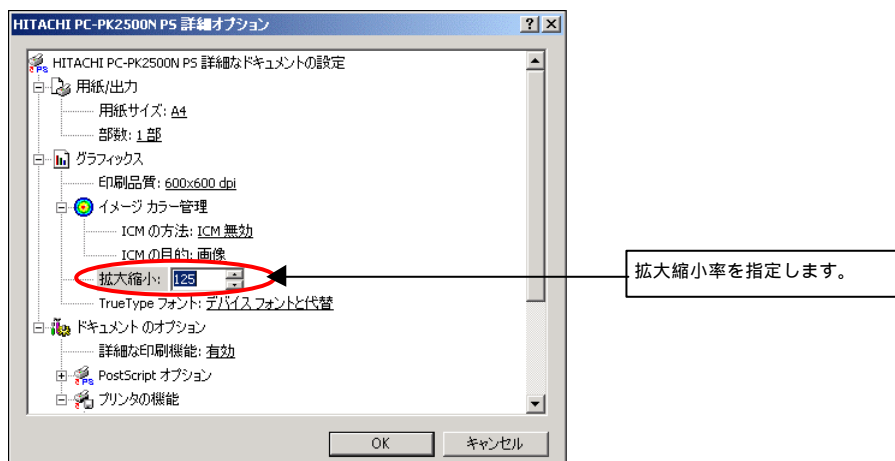 HITACHI PC-PK2500N PS 詳細オプション
HITACHI PC-PK2500N PS 詳細なドキュメントの設定
用紙/出力
用紙サイズ: A4
部数: 1 部
グラフィックス
印刷品質: 600x600 dpi
イメージ カラー管理
ICM の方法: ICM 無効
ICM の目的: 画像
拡大縮小: 125
拡大縮小率を指定します。
TrueType フォント: デバイス フォントと代替
ドキュメント のオプション
詳細な印刷機能: 有効
PostScript オプション
プリンタの機能
OK
キャンセル